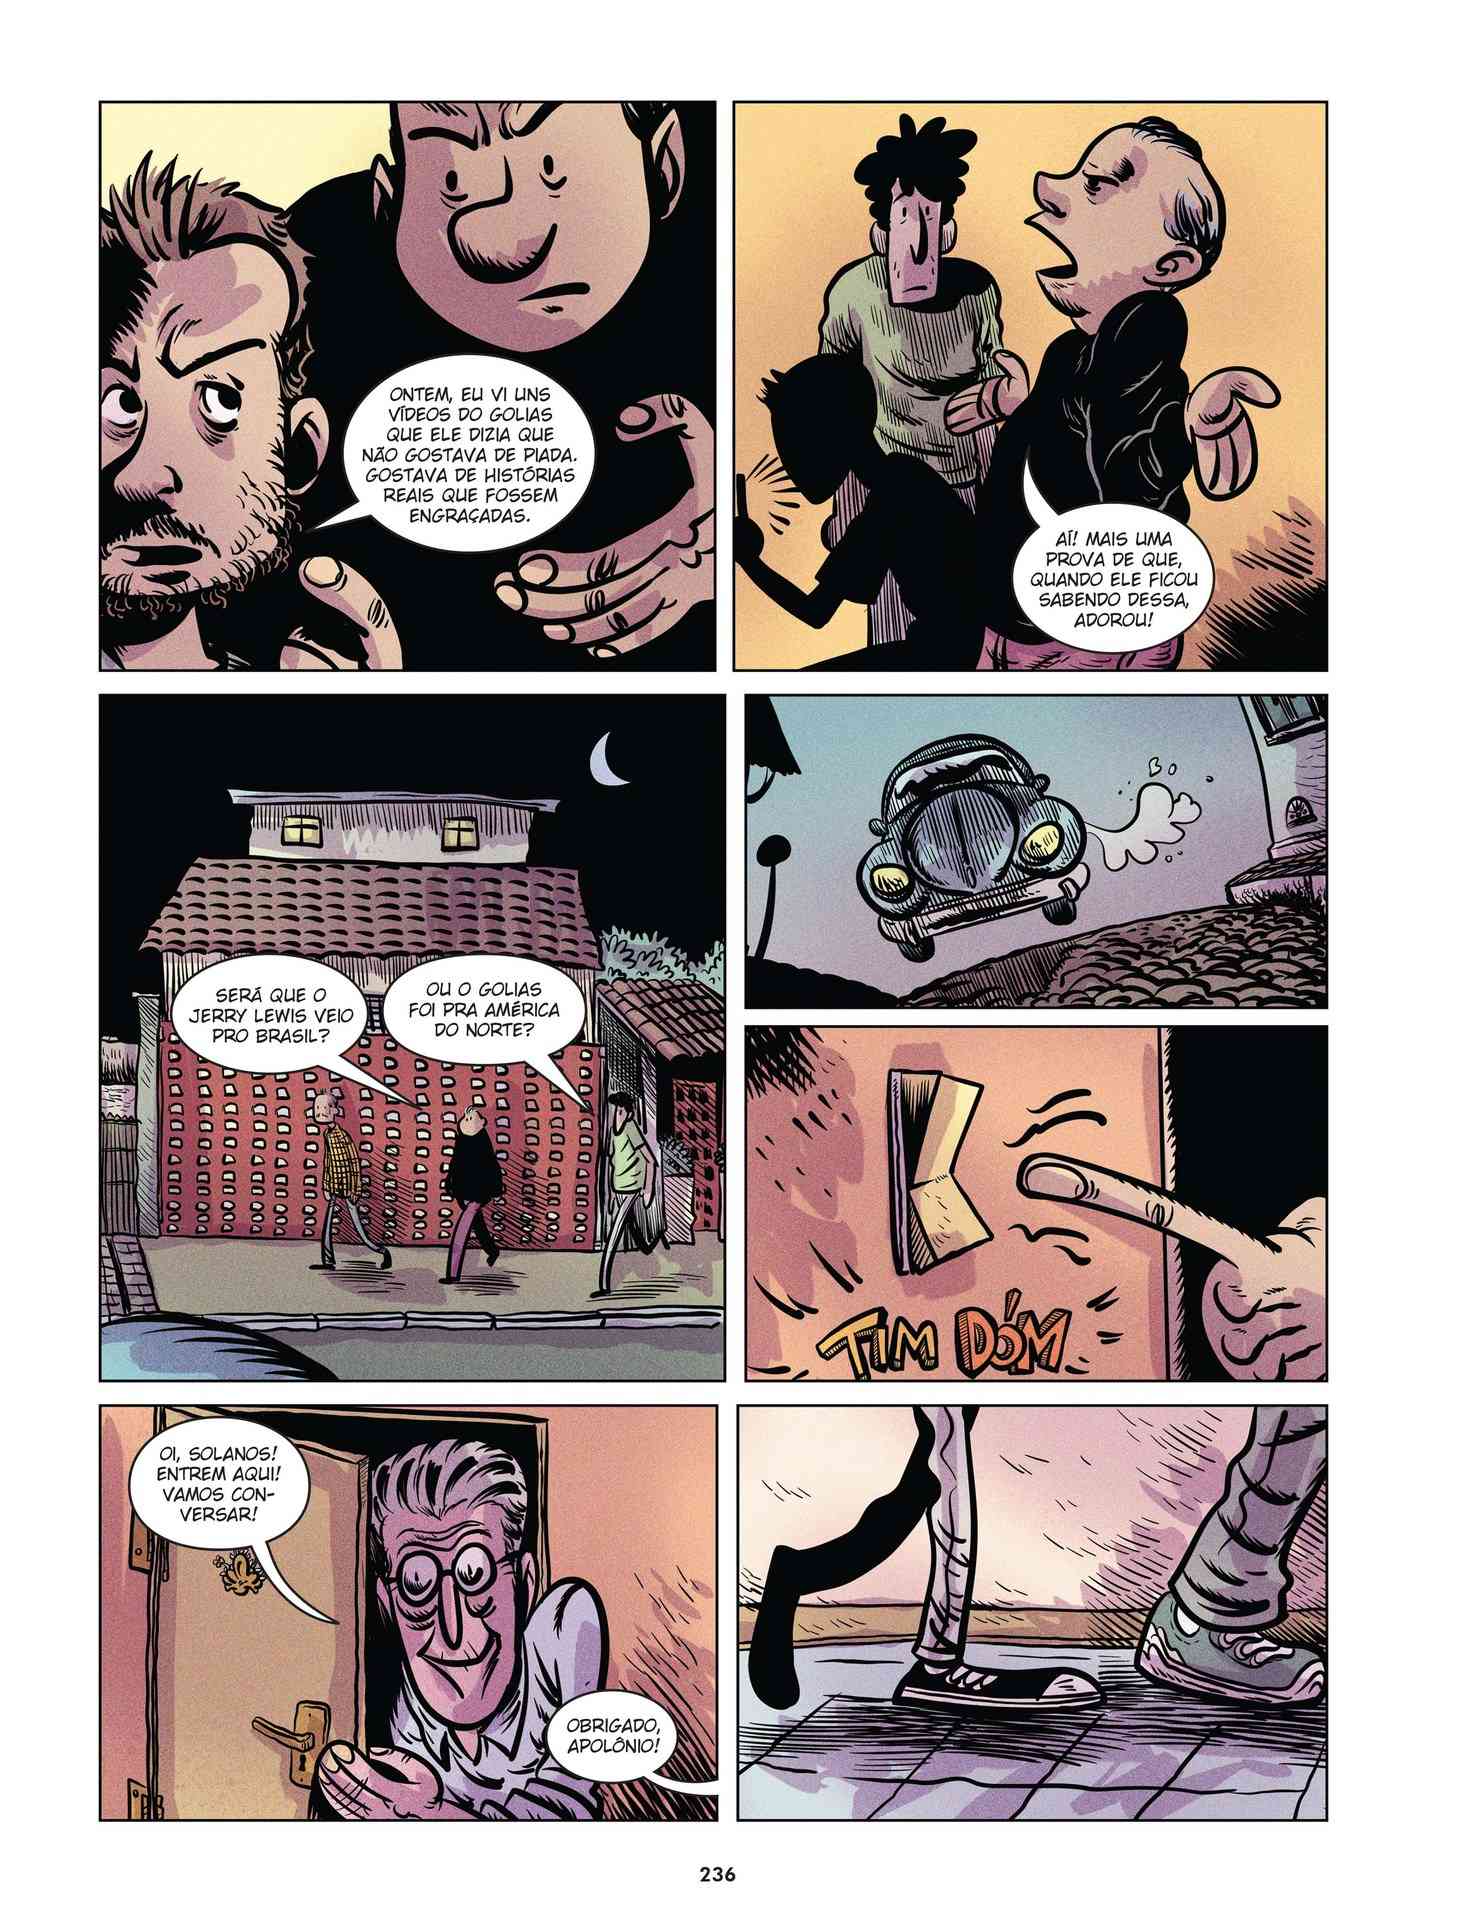 ONTEM, EU VI UNS
VÍDEOS DO GOLIAS
QUE ELE DIZIA QUE
NÃO GOSTAVA DE PIADA.
GOSTAVA DE HISTÓRIAS
REAIS QUE FOSSEM
ENGRAÇADAS.
AÍ! MAIS UMA
PROVA DE QUE,
QUANDO ELE FICOU
SABENDO DESSA,
ADOROU!
SERÁ QUE O
JERRY LEWIS VEIO
PRO BRASIL?
OU O GOLIAS
FOI PRA AMÉRICA
DO NORTE?
TIM DÓM
OI, SOLANOS!
ENTREM AQUI!
VAMOS CON-
VERSAR!
OBRIGADO,
APOLÔNIO!
236